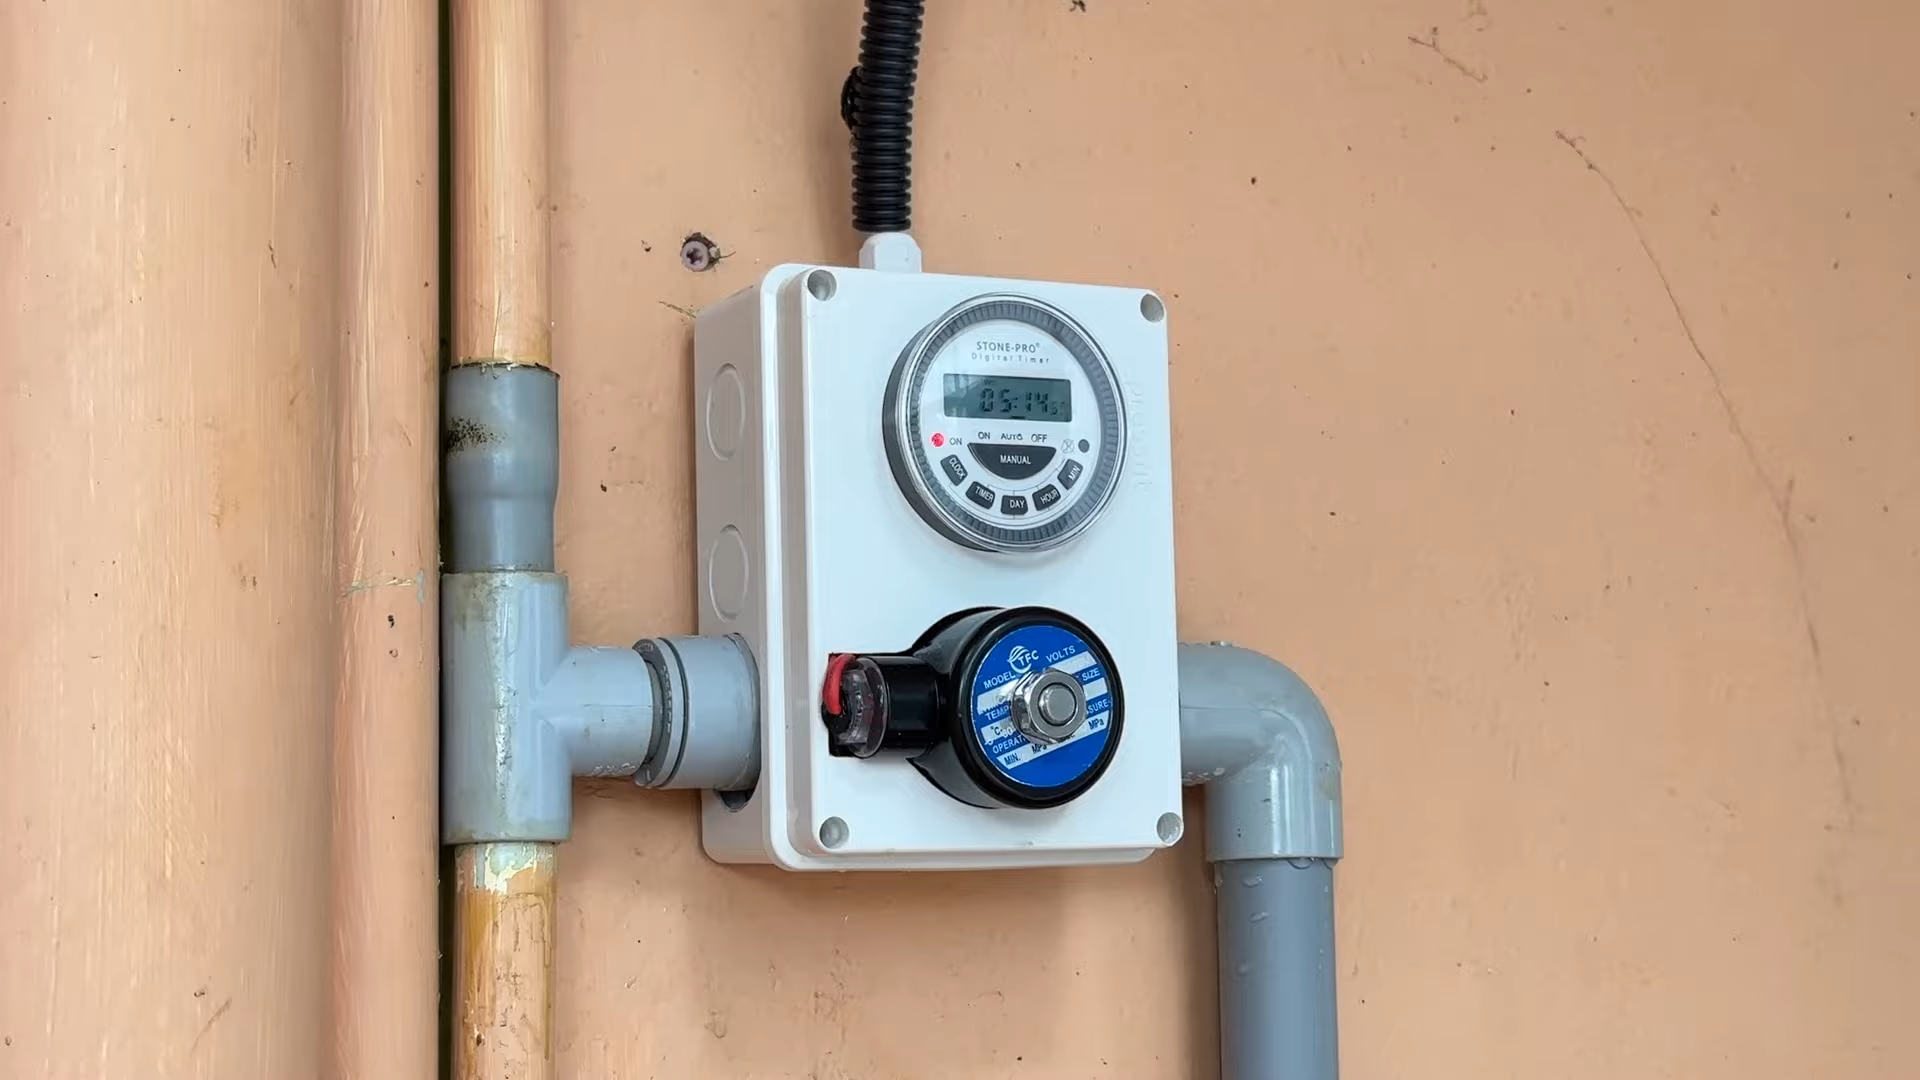 STONE-PRO®
Digital Timer
05:14
ON
ON AUTO OFF
MANUAL
CLOCK
TIMER
DAY
HOUR
MIN
TFC
VOLTS
MODEL
SIZE
°C
OPERAT
MPa
MIN. MPa